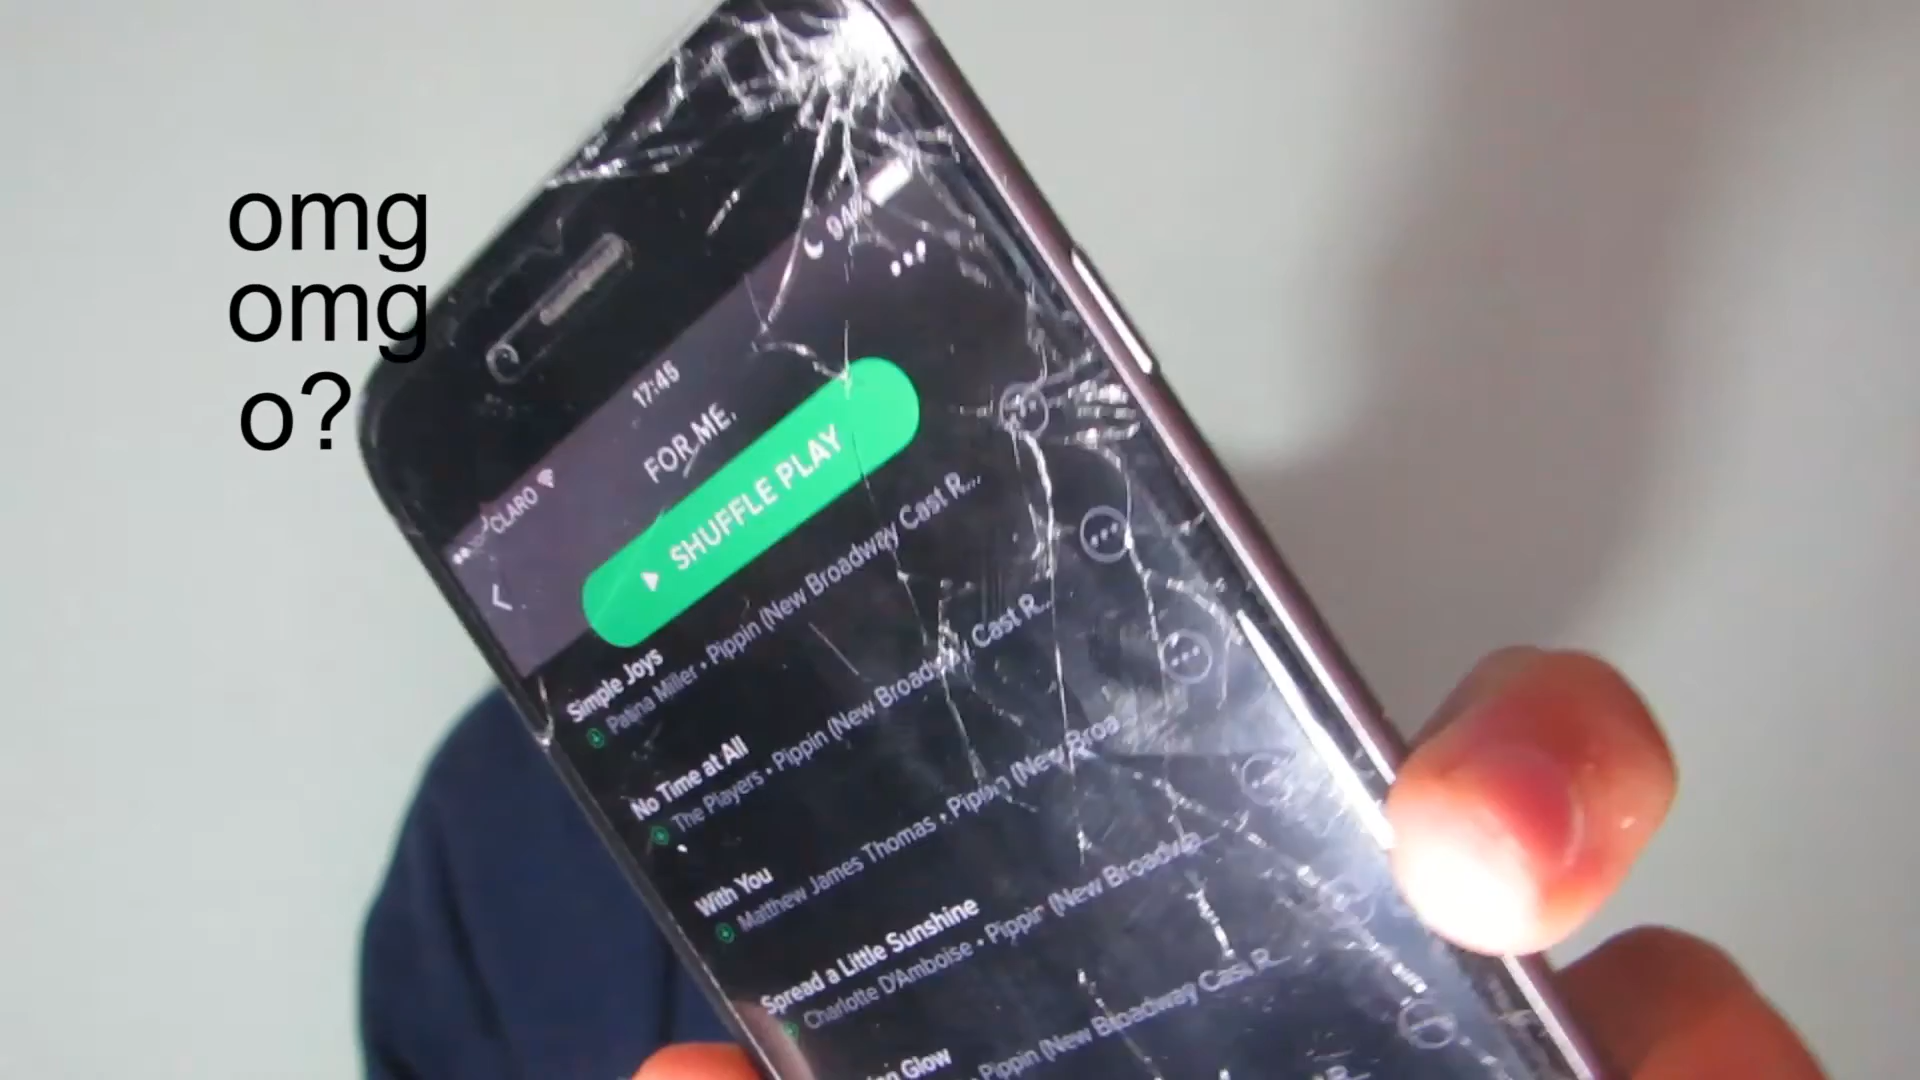 omg
omg
o?
CLARO
17:45
94%
FOR ME.
SHUFFLE PLAY
Simple Joys
Patina Miller • Pippin (New Broadway Cast R...
No Time at All
The Players • Pippin (New Broadway Cast R...
With You
Matthew James Thomas • Pippin (New Broa...
Spread a Little Sunshine
Charlotte D'Amboise • Pippin (New Broadwa...
Glow
Pippin (New Broadway Cast R...